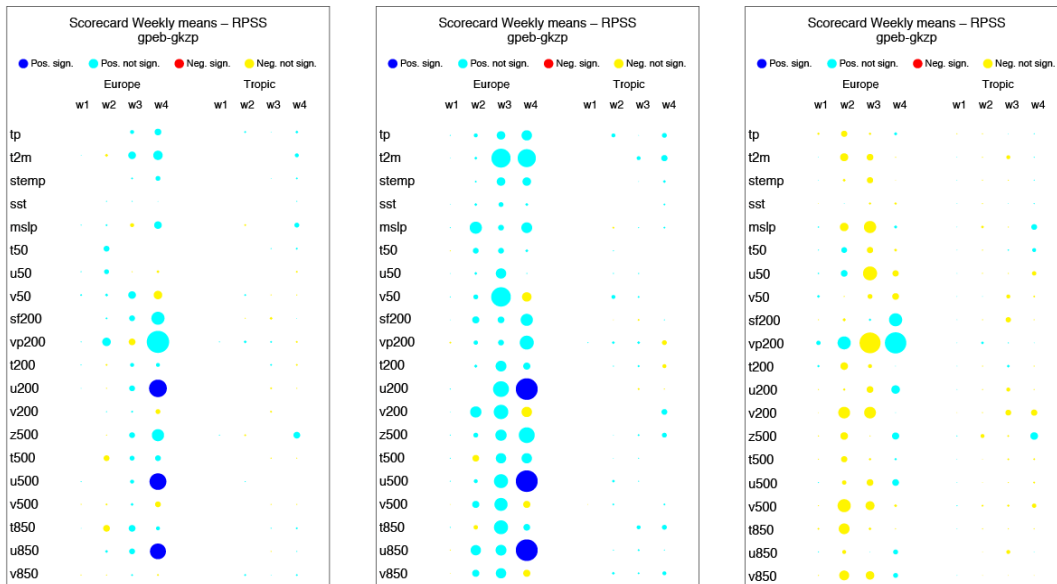 Scorecard Weekly means – RPSS
gpeb-gkzp
Pos. sign. Pos. not sign. Neg. sign. Neg. not sign.
Europe Tropic
w1 w2 w3 w4 w1 w2 w3 w4
tp
t2m
stemp
sst
mslp
t50
u50
v50
sf200
vp200
t200
u200
v200
z500
t500
u500
v500
t850
u850
v850
Scorecard Weekly means – RPSS
gpeb-gkzp
Pos. sign. Pos. not sign. Neg. sign. Neg. not sign.
Europe Tropic
w1 w2 w3 w4 w1 w2 w3 w4
tp
t2m
stemp
sst
mslp
t50
u50
v50
sf200
vp200
t200
u200
v200
z500
t500
u500
v500
t850
u850
v850
Scorecard Weekly means – RPSS
gpeb-gkzp
Pos. sign. Pos. not sign. Neg. sign. Neg. not sign.
Europe Tropic
w1 w2 w3 w4 w1 w2 w3 w4
tp
t2m
stemp
sst
mslp
t50
u50
v50
sf200
vp200
t200
u200
v200
z500
t500
u500
v500
t850
u850
v850